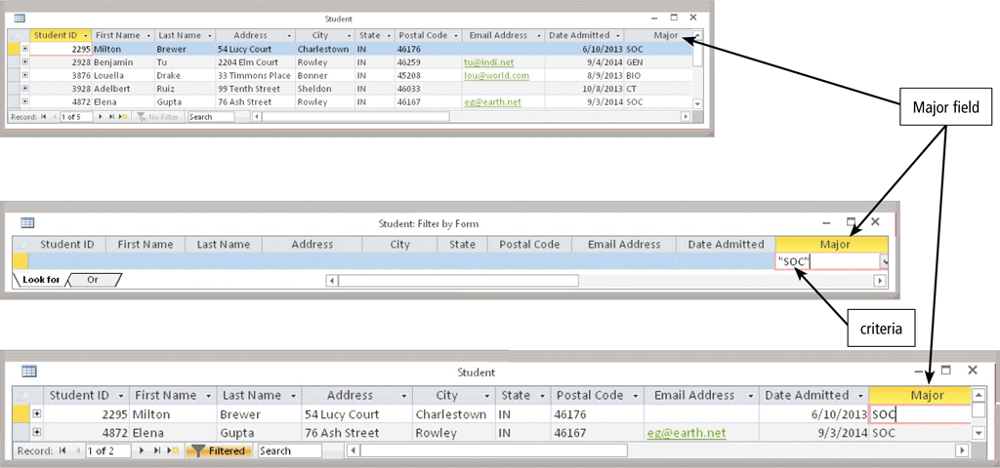 Student
Student ID First Name Last Name Address City State Postal Code Email Address Date Admitted Major
2295 Milton Brewer 54 Lucy Court Charlestown IN 46176 6/10/2013 SOC
2928 Benjamin Tu 2204 Elm Court Rowley IN 46259 tu@indi.net 9/4/2014 GEN
3876 Louella Drake 33 Timmons Place Bonner IN 45208 lou@world.com 8/9/2013 BIO
3928 Adelbert Ruiz 99 Tenth Street Sheldon IN 46033 10/8/2013 CT
4872 Elena Gupta 76 Ash Street Rowley IN 46167 eg@earth.net 9/3/2014 SOC
Record: 1 of 5 No Filter Search
Major field
Student: Filter by Form
Student ID First Name Last Name Address City State Postal Code Email Address Date Admitted Major
"SOC"
Look for Or
criteria
Student
Student ID First Name Last Name Address City State Postal Code Email Address Date Admitted Major
2295 Milton Brewer 54 Lucy Court Charlestown IN 46176 6/10/2013 SOC
4872 Elena Gupta 76 Ash Street Rowley IN 46167 eg@earth.net 9/3/2014 SOC
Record: 1 of 2 Filtered Search